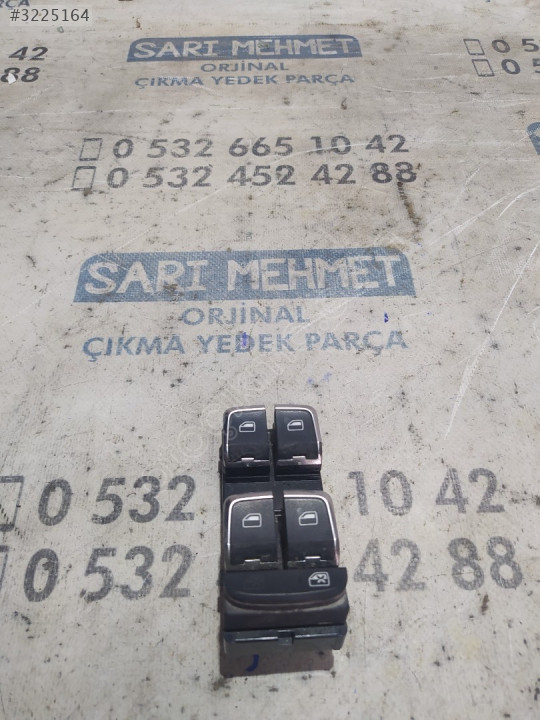 #3225164
42
88
SARI MEHMET
ORJİNAL
ÇIKMA YEDEK PARÇA
0 5
0
0 532 665 10 42
0 532 452 42 88
SARI MEHMET
ORJİNAL
ÇIKMA YEDEK PARÇA
0 532 10 42
0 532 42 88
0